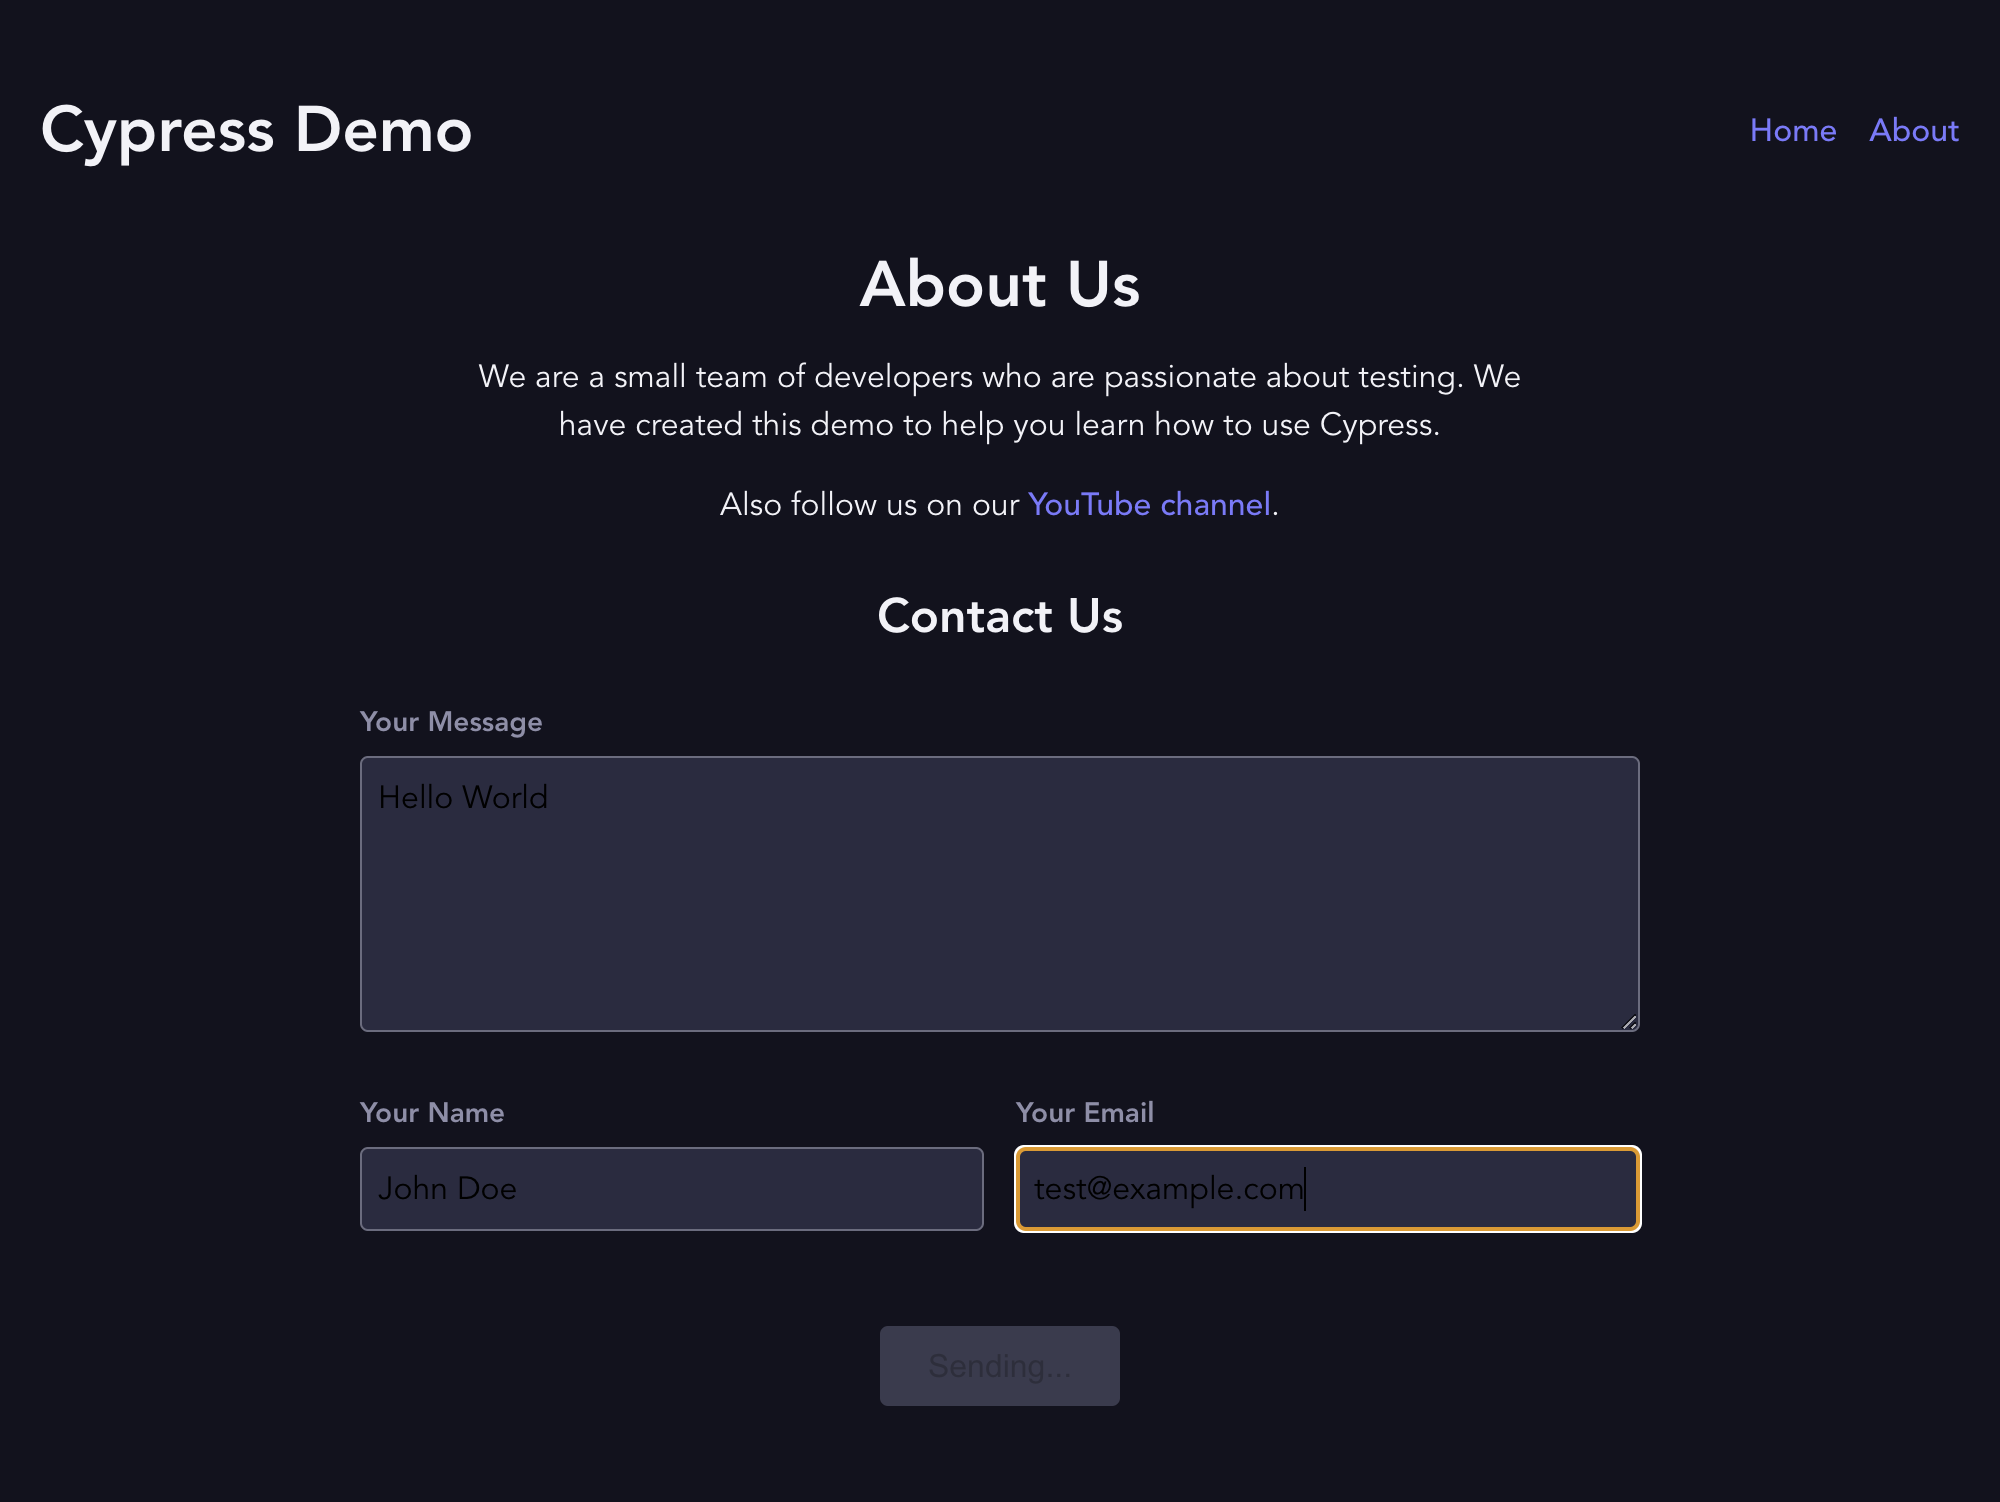 Cypress Demo
Home About
About Us
We are a small team of developers who are passionate about testing. We
have created this demo to help you learn how to use Cypress.
Also follow us on our YouTube channel.
Contact Us
Your Message
Hello World
Your Name
Your Email
John Doe
test@example.com
Sending...